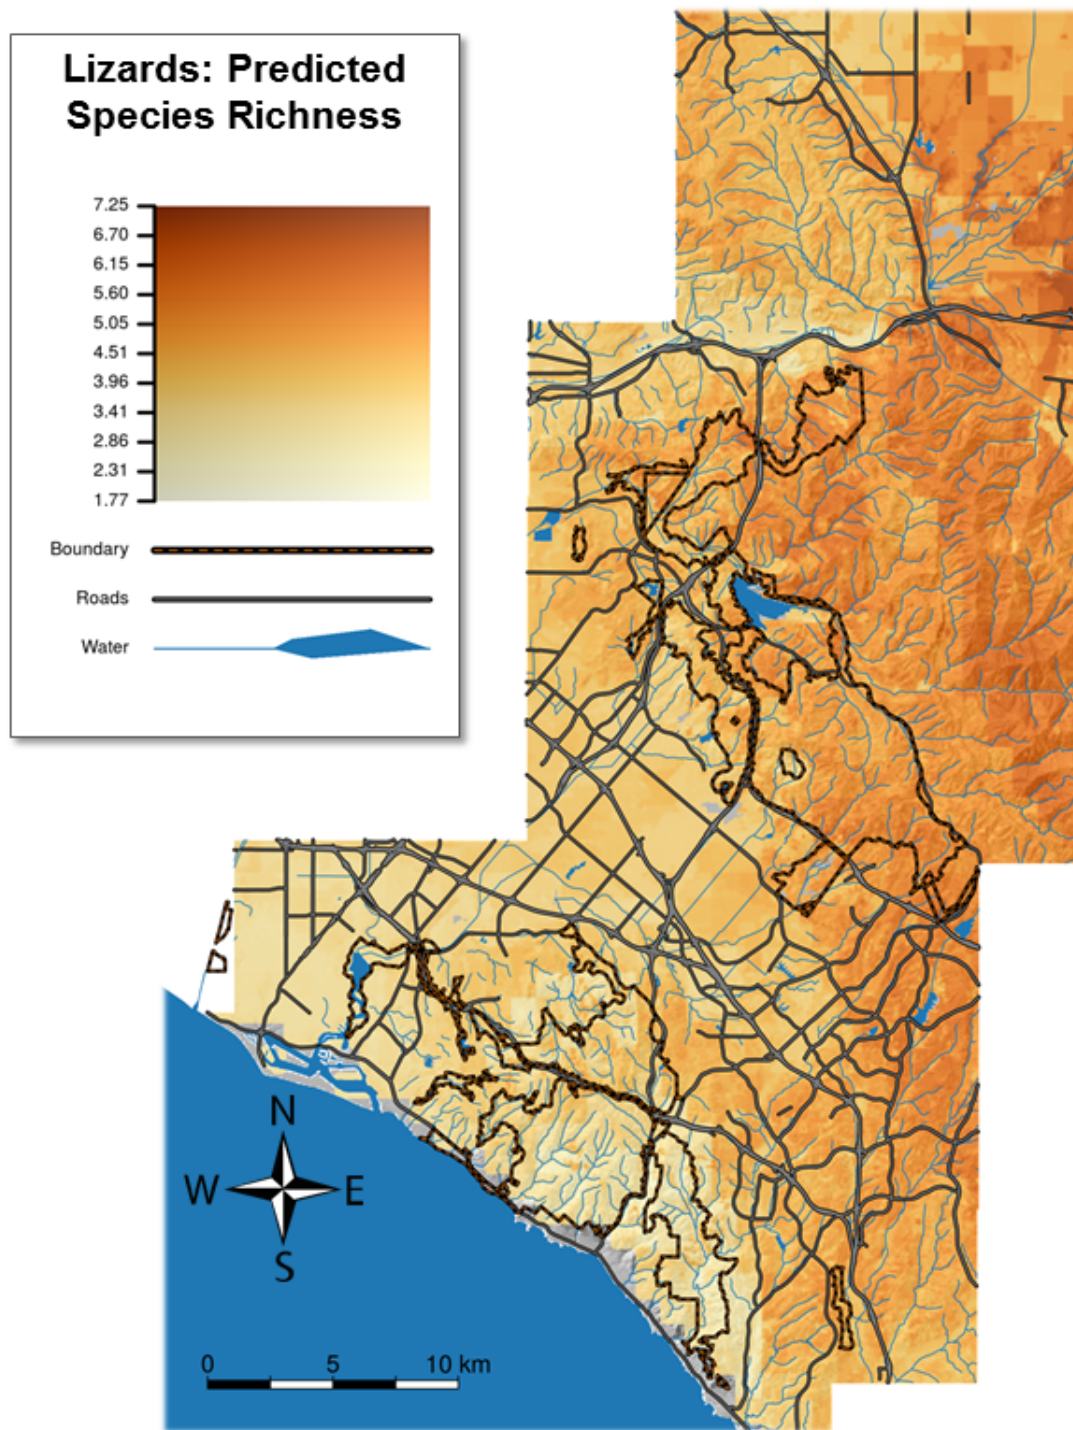 Lizards: Predicted
Species Richness
7.25
6.70
6.15
5.60
5.05
4.51
3.96
3.41
2.86
2.31
1.77
Boundary
Roads
Water
N
W E
S
0 5 10 km